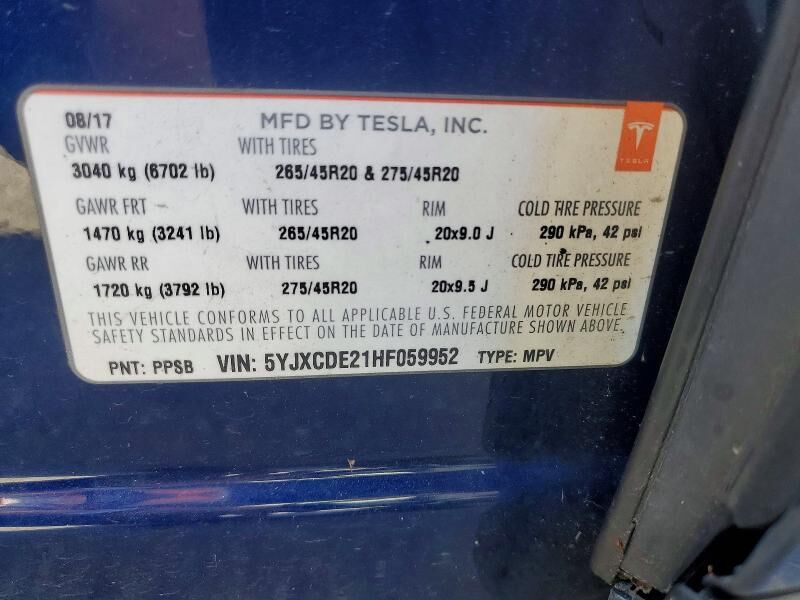 08/17 MFD BY TESLA, INC.
TESLA
GVWR WITH TIRES
3040 kg (6702 lb) 265/45R20 & 275/45R20
GAWR FRT WITH TIRES RIM COLD TIRE PRESSURE
1470 kg (3241 lb) 265/45R20 20x9.0 J 290 kPa, 42 psi
GAWR RR WITH TIRES RIM COLD TIRE PRESSURE
1720 kg (3792 lb) 275/45R20 20x9.5 J 290 kPa, 42 psi
THIS VEHICLE CONFORMS TO ALL APPLICABLE U.S. FEDERAL MOTOR VEHICLE
SAFETY STANDARDS IN EFFECT ON THE DATE OF MANUFACTURE SHOWN ABOVE.
PNT: PPSB VIN: 5YJXCDE21HF059952 TYPE: MPV